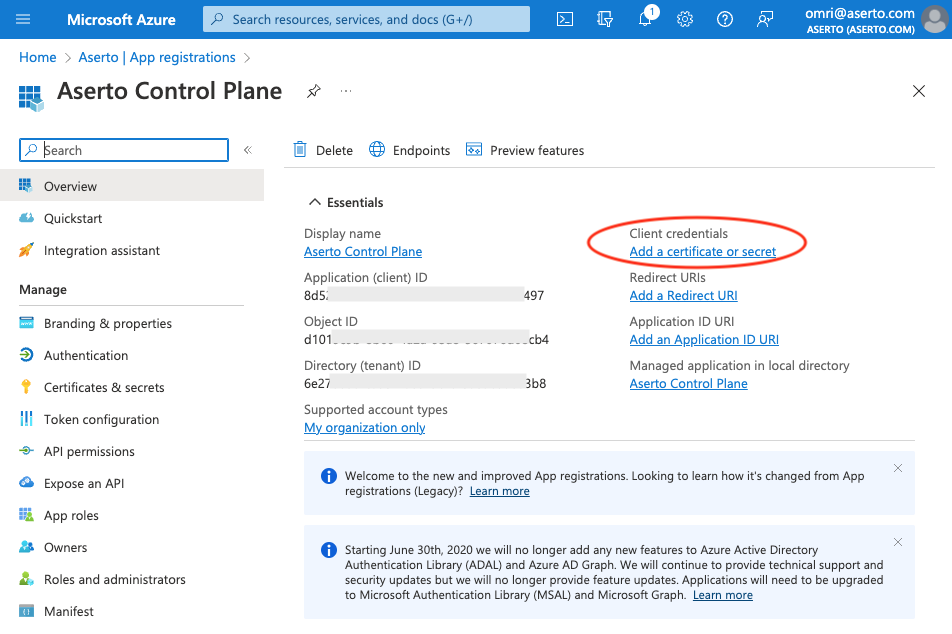 Microsoft Azure
Search resources, services, and docs (G+/)
1
omri@aserto.com
ASERTO (ASERTO.COM)
Home > Aserto | App registrations >
Aserto Control Plane
Search
Overview
Quickstart
Integration assistant
Manage
Branding & properties
Authentication
Certificates & secrets
Token configuration
API permissions
Expose an API
App roles
Owners
Roles and administrators
Manifest
Delete
Endpoints
Preview features
Essentials
Display name
Aserto Control Plane
Application (client) ID
8d52 497
Object ID
d101 cb4
Directory (tenant) ID
6e27 3b8
Supported account types
My organization only
Client credentials
Add a certificate or secret
Redirect URIs
Add a Redirect URI
Application ID URI
Add an Application ID URI
Managed application in local directory
Aserto Control Plane
Welcome to the new and improved App registrations. Looking to learn how it's changed from App
registrations (Legacy)? Learn more
Starting June 30th, 2020 we will no longer add any new features to Azure Active Directory
Authentication Library (ADAL) and Azure AD Graph. We will continue to provide technical support and
security updates but we will no longer provide feature updates. Applications will need to be upgraded
to Microsoft Authentication Library (MSAL) and Microsoft Graph. Learn more